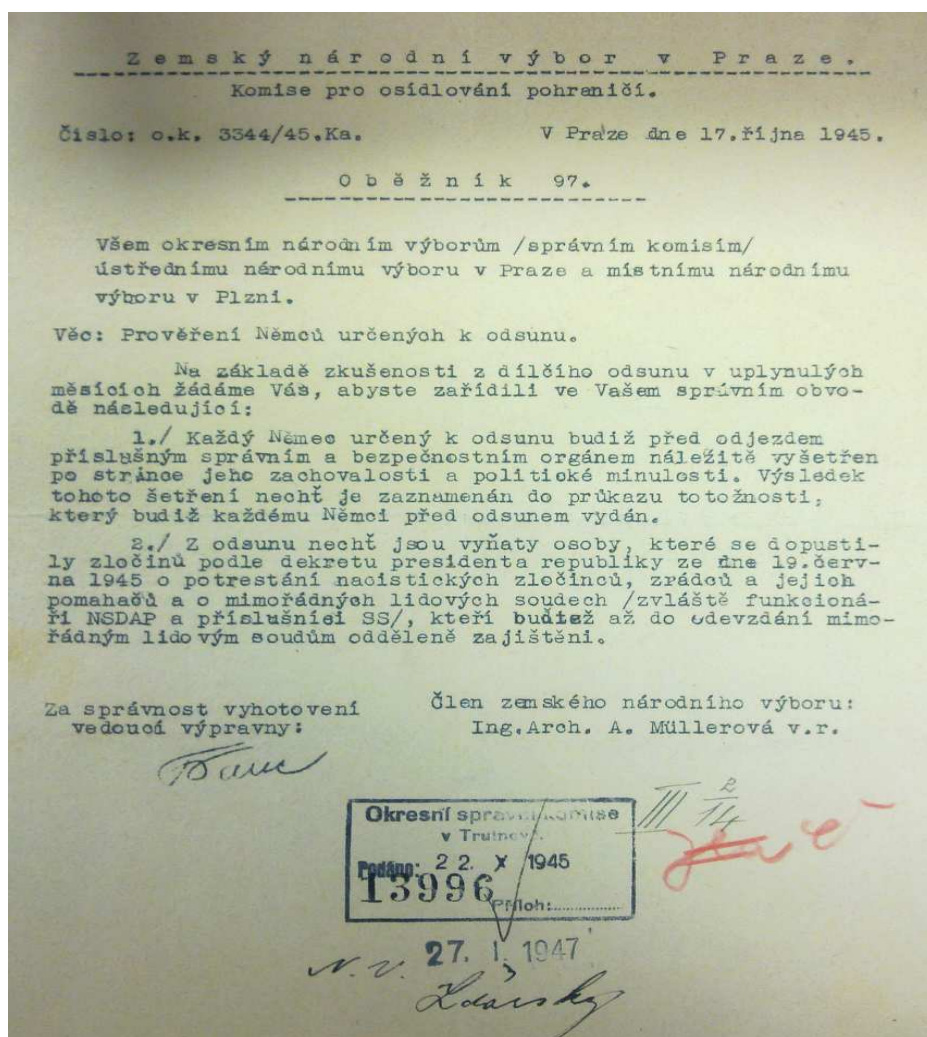 Zemský národní výbor v Praze.
Komise pro osídlování pohraničí.
Číslo: o.k. 3344/45.Ka.	V Praze dne 17.října 1945.
Oběžník 97.
Všem okresním národním výborům /správním komisím/
ústřednímu národnímu výboru v Praze a místnímu národnímu
výboru v Plzni.
Věc: Prověření Němců určených k odsunu.
Na základě zkušenosti z dílčího odsunu v uplynulých
měsících žádáme Vás, abyste zařídili ve Vašem správním obvo-
dě následující:
1./ Každý Němec určený k odsunu budiž před odjezdem
příslušným správním a bezpečnostním orgánem náležitě vyšetřen
po stránce jeho zachovalosti a politické minulosti. Výsledek
tohoto šetření nechť je zaznamenán do průkazu totožnosti,
který budiž každému Němci před odsunem vydán.
2./ Z odsunu nechť jsou vyňaty osoby, které se dopusti-
ly zločinů podle dekretu presidenta republiky ze dne 19.červ-
na 1945 o potrestání nacistických zločinců, zrádců a jejich
pomahačů a o mimořádných lidových soudech /zvláště funkcioná-
ři NSDAP a příslušníci SS/, kteří budtež až do odevzdání mimo-
řádným lidovým soudům odděleně zajištěni.
Za správnost vyhotovení	Člen zemského národního výboru:
vedoucí výpravny:	Ing.Arch. A. Müllerová v.r.
III 2/14
Okresní správní komise
v Trutnově.
Podáno: 22. X 1945
13996
Příloh:
27. I. 1947